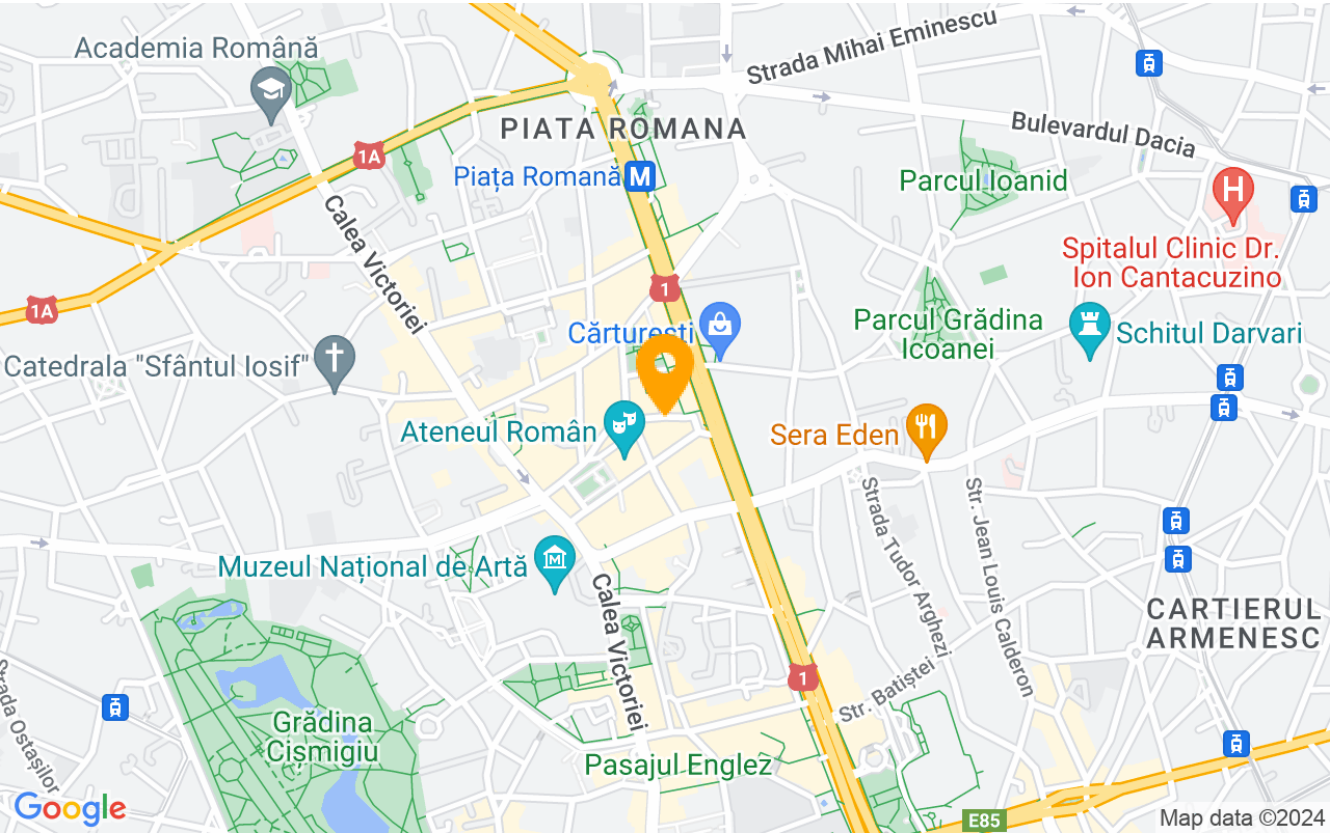 Strada Mihai Eminescu
Academia Română
PIATA ROMANA
Bulevardul Dacia
1A
Piața Romană
M
Parcul Ioanid
H
Calea Victoriei
Spitalul Clinic Dr.
Ion Cantacuzino
1
1A
Cărturești
Parcul Grădina
Icoanei
Schitul Darvari
Catedrala "Sfântul Iosif"
Ateneul Român
Sera Eden
Strada Tudor Arghezi
Str. Jean Louis Calderon
Muzeul Național de Artă
M
Calea Victoriei
CARTIERUL
ARMENESC
1
Str. Batiștei
Strada Ostașilor
Grădina
Cișmigiu
Pasajul Englez
Google
E85
Map data ©2024